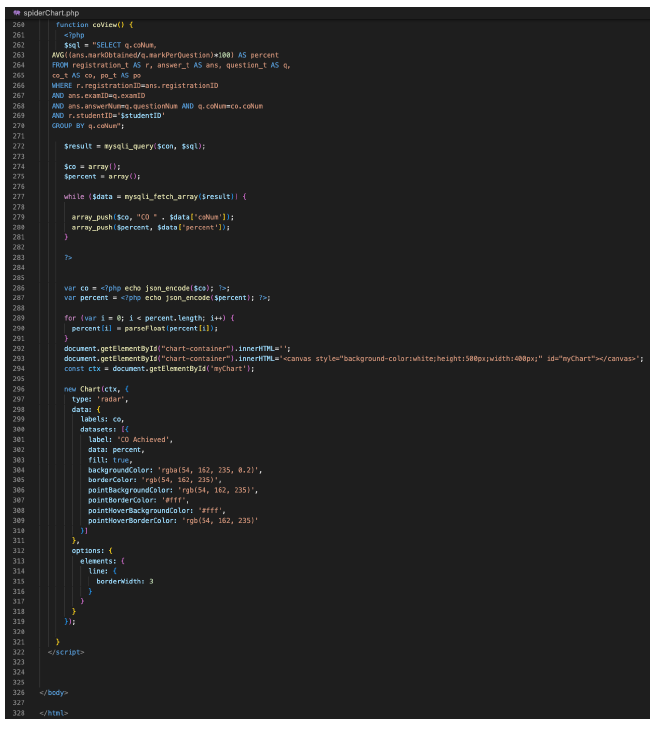 spiderChart.php
260 function coView() {
261 <?php
262 $sql = "SELECT q.coNum,
263 AVG((ans.markObtained/q.markPerQuestion)*100) AS percent
264 FROM registration_t AS r, answer_t AS ans, question_t AS q,
265 co_t AS co, po_t AS po
266 WHERE r.registrationID=ans.registrationID
267 AND ans.examID=q.examID
268 AND ans.answerNum=q.questionNum AND q.coNum=co.coNum
269 AND r.studentID='$studentID'
270 GROUP BY q.coNum";
271
272 $result = mysqli_query($con, $sql);
273
274 $co = array();
275 $percent = array();
276
277 while ($data = mysqli_fetch_array($result)) {
278
279 array_push($co, "CO " . $data['coNum']);
280 array_push($percent, $data['percent']);
281 }
282
283 ?>
284
285
286 var co = <?php echo json_encode($co); ?>;
287 var percent = <?php echo json_encode($percent); ?>;
288
289 for (var i = 0; i < percent.length; i++) {
290 percent[i] = parseFloat(percent[i]);
291 }
292 document.getElementById("chart-container").innerHTML='';
293 document.getElementById("chart-container").innerHTML='<canvas style="background-color:white;height:500px;width:400px;" id="myChart"></canvas>';
294 const ctx = document.getElementById('myChart');
295
296 new Chart(ctx, {
297 type: 'radar',
298 data: {
299 labels: co,
300 datasets: [{
301 label: 'CO Achieved',
302 data: percent,
303 fill: true,
304 backgroundColor: 'rgba(54, 162, 235, 0.2)',
305 borderColor: 'rgb(54, 162, 235)',
306 pointBackgroundColor: 'rgb(54, 162, 235)',
307 pointBorderColor: '#fff',
308 pointHoverBackgroundColor: '#fff',
309 pointHoverBorderColor: 'rgb(54, 162, 235)'
310 }]
311 },
312 options: {
313 elements: {
314 line: {
315 borderWidth: 3
316 }
317 }
318 }
319 });
320
321 }
322 </script>
323
324
325
326 </body>
327
328 </html>